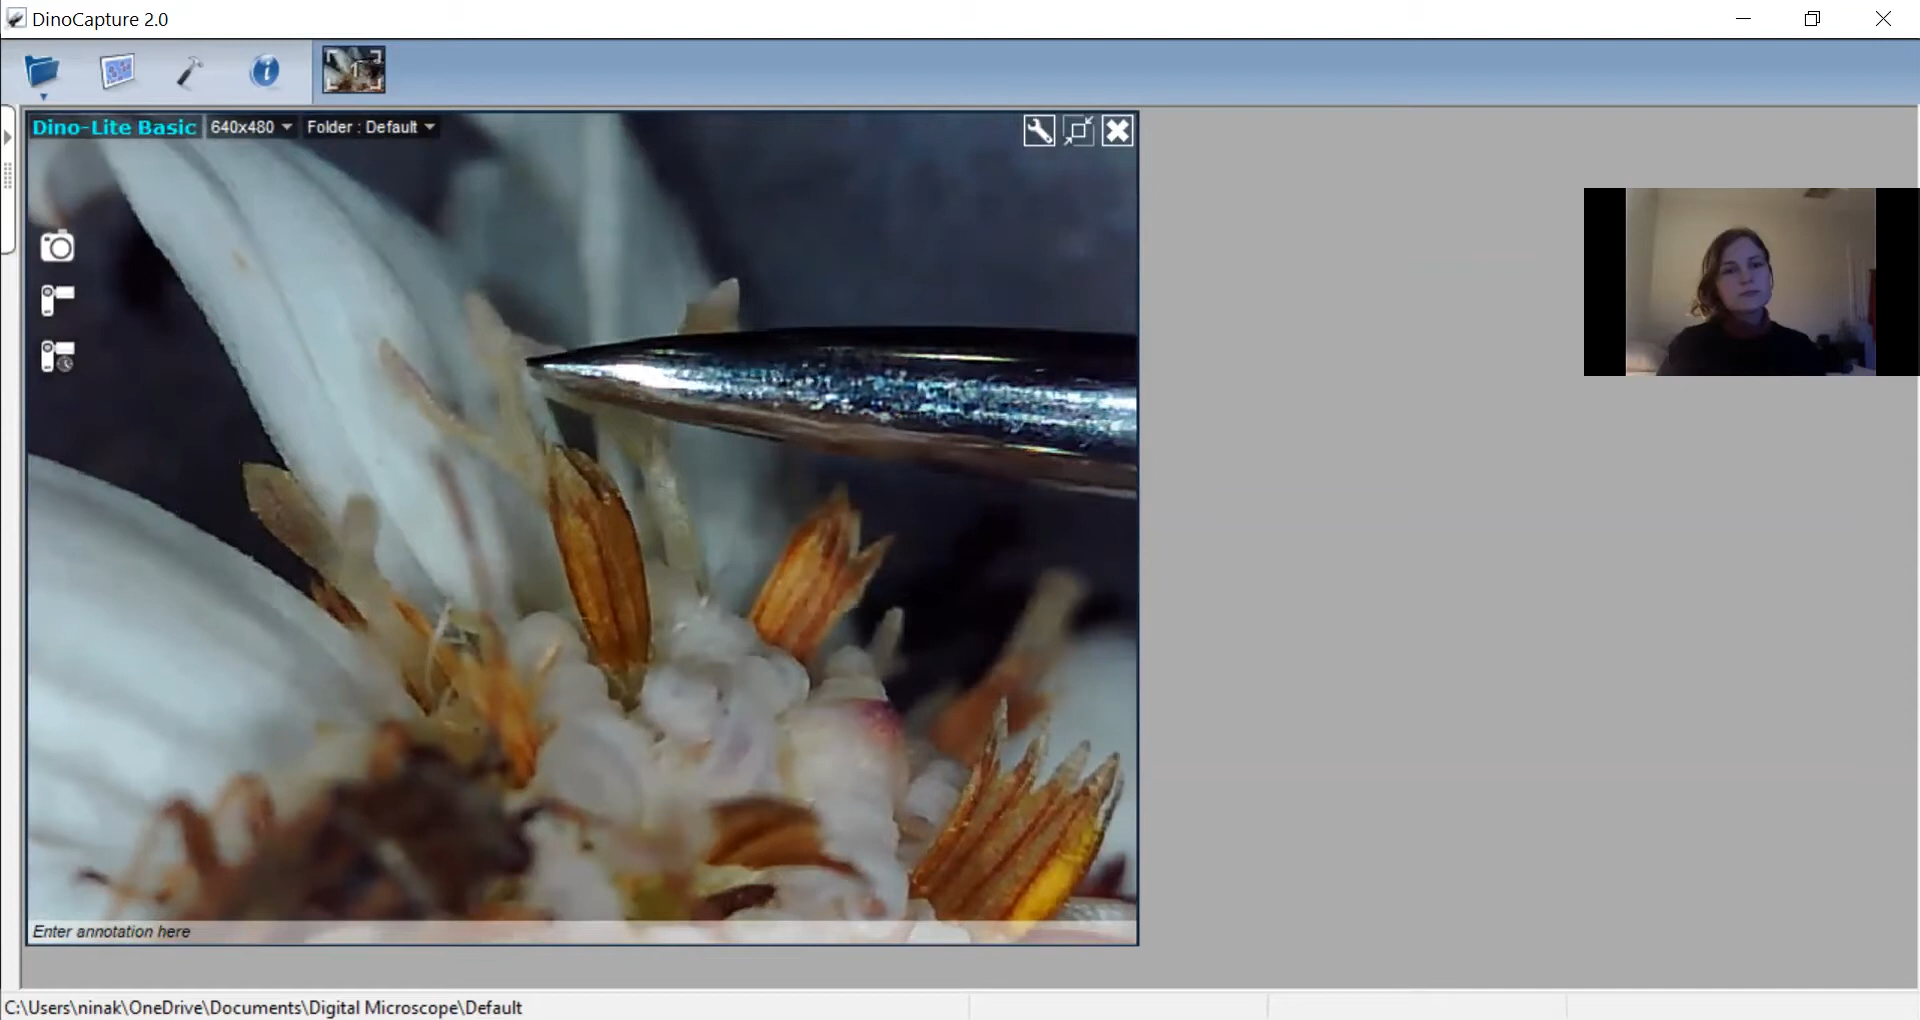 DinoCapture 2.0
Dino-Lite Basic 640x480 Folder : Default
Enter annotation here
C:\Users\ninak\OneDrive\Documents\Digital Microscope\Default